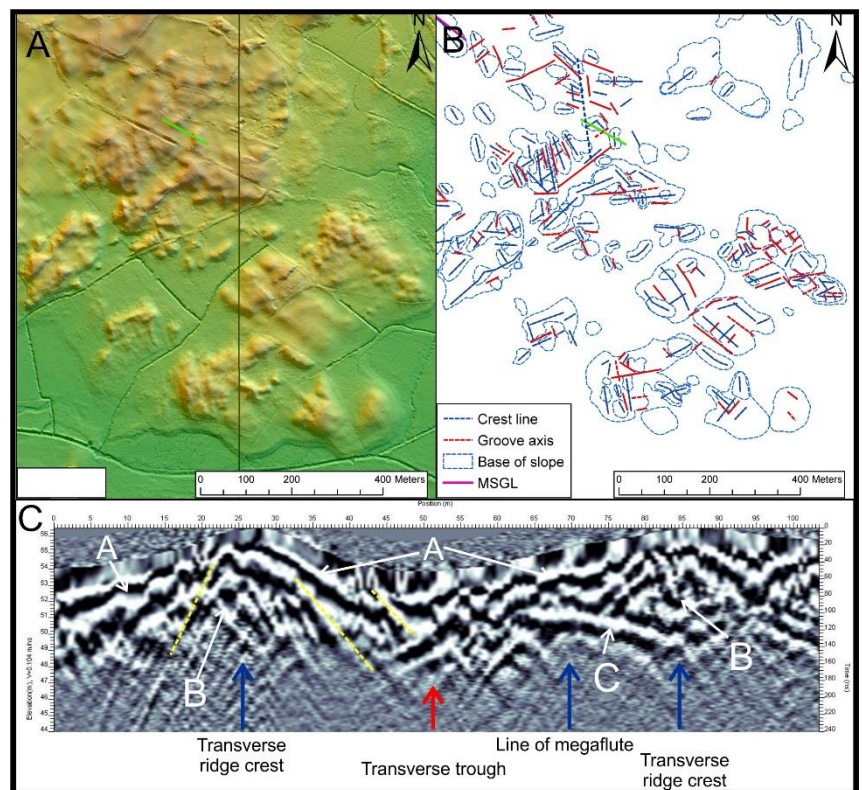 A
N
0 100 200 400 Meters
B
N
Crest line
Groove axis
Base of slope
MSGL
0 100 200 400 Meters
C
Position (m)
0 5 10 15 20 25 30 35 40 45 50 55 60 65 70 75 80 85 90 95 100
56
55
54
53
52
51
50
49
48
47
46
45
44
Elevation(m), V=0.104 m/ns
0
20
40
60
80
100
120
140
160
180
200
220
240
Time (ns)
A
A
B
C
B
Transverse
ridge crest
Transverse trough
Line of megaflute
Transverse
ridge crest